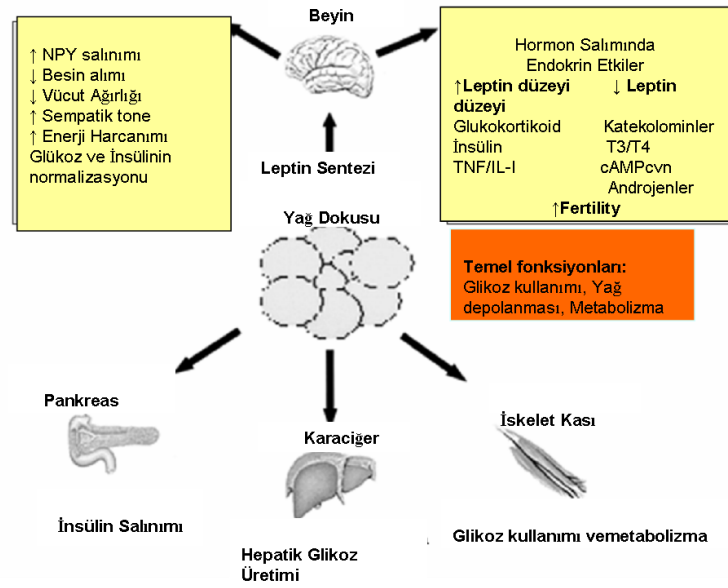 Beyin
↑ NPY salınımı
↓ Besin alımı
↓ Vücut Ağırlığı
↑ Sempatik tone
↑ Enerji Harcanımı
Glükoz ve İnsülinin
normalizasyonu
Hormon Salımında
Endokrin Etkiler
↑Leptin düzeyi ↓ Leptin
düzeyi
Glukokortikoid Katekolominler
İnsülin T3/T4
TNF/IL-I cAMPcvn
Androjenler
↑Fertility
Leptin Sentezi
Yağ Dokusu
Temel fonksiyonları:
Glikoz kullanımı, Yağ
depolanması, Metabolizma
Pankreas
Karaciğer
İskelet Kası
İnsülin Salınımı
Hepatik Glikoz
Üretimi
Glikoz kullanımı vemetabolizma